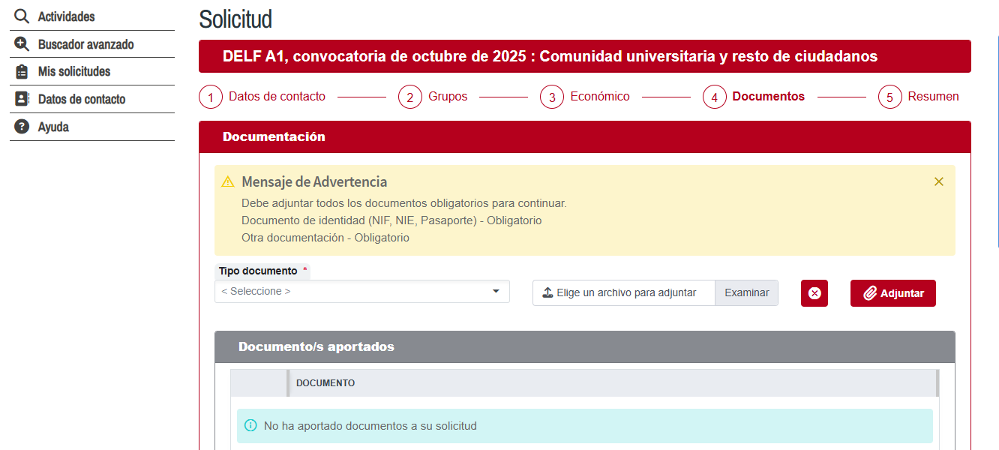 Actividades
Buscador avanzado
Mis solicitudes
Datos de contacto
Ayuda
Solicitud
DELF A1, convocatoria de octubre de 2025 : Comunidad universitaria y resto de ciudadanos
1 Datos de contacto 2 Grupos 3 Económico 4 Documentos 5 Resumen
Documentación
Mensaje de Advertencia
Debe adjuntar todos los documentos obligatorios para continuar.
Documento de identidad (NIF, NIE, Pasaporte) - Obligatorio
Otra documentación - Obligatorio
Tipo documento *
< Seleccione > Elige un archivo para adjuntar Examinar Adjuntar
Documento/s aportados
DOCUMENTO
No ha aportado documentos a su solicitud